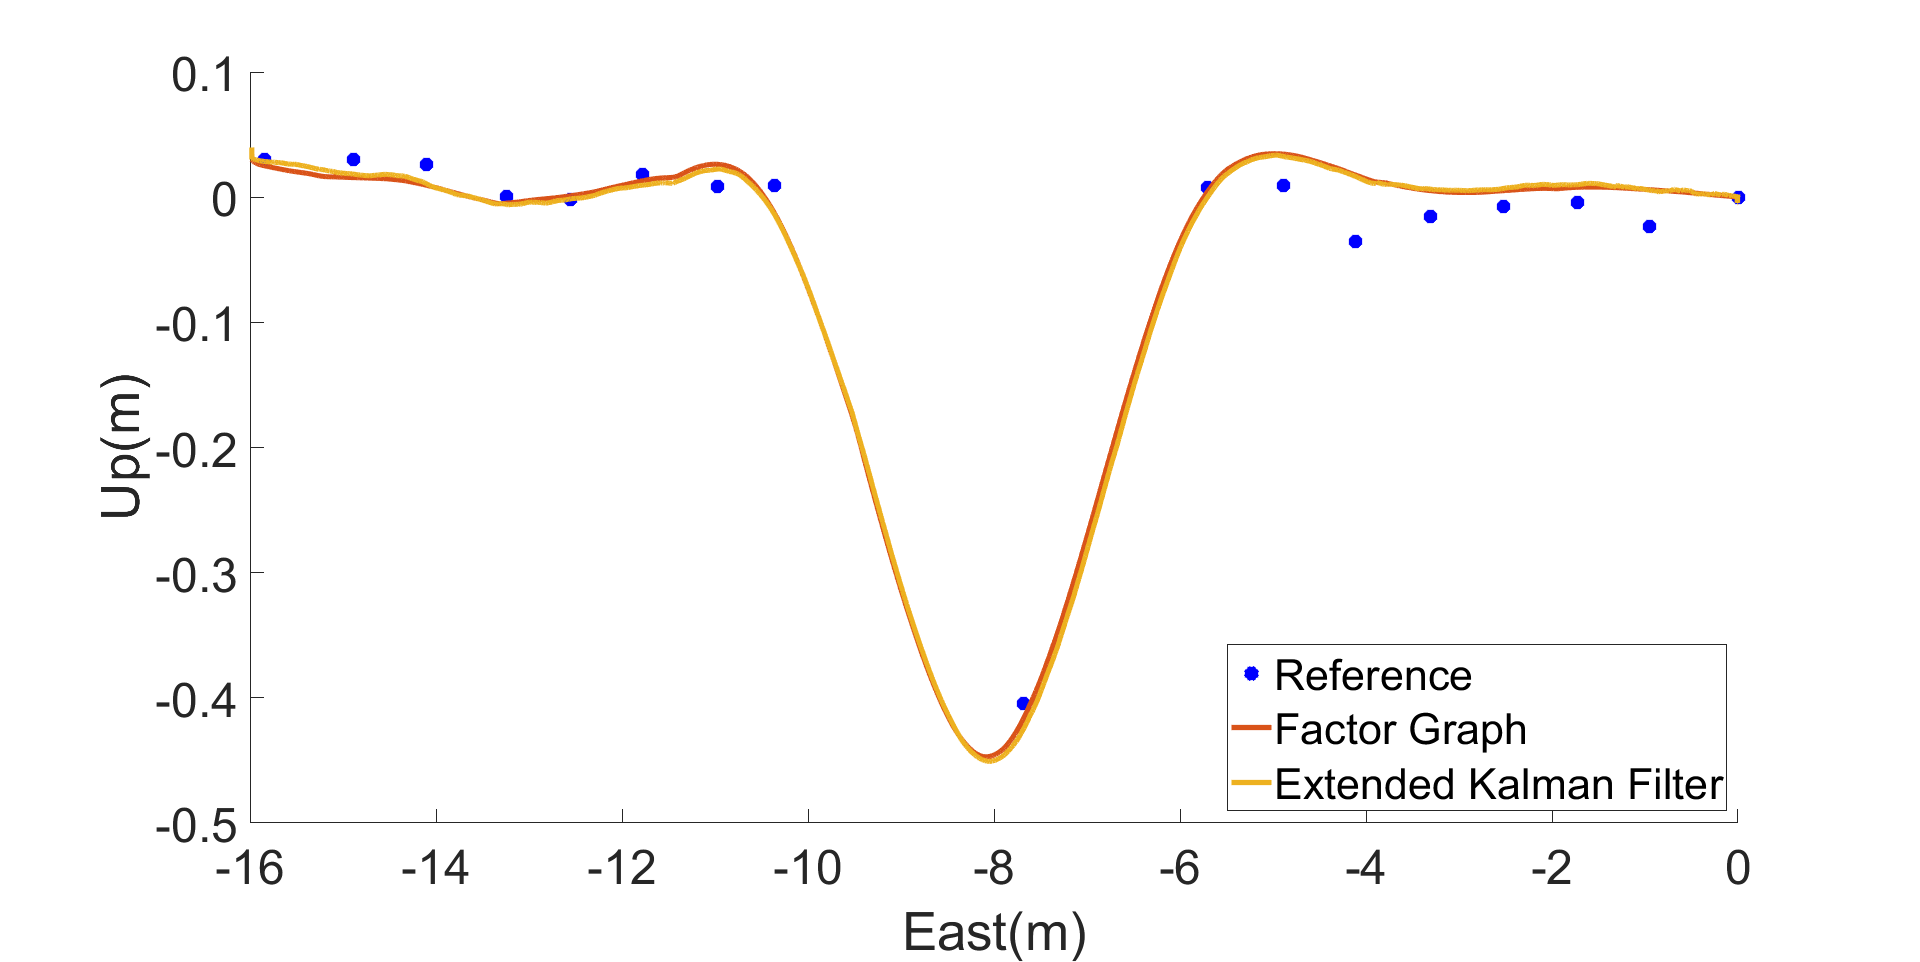 0.1
0
-0.1
-0.2
-0.3
-0.4
-0.5
Up(m)
-16 -14 -12 -10 -8 -6 -4 -2 0
East(m)
Reference
Factor Graph
Extended Kalman Filter